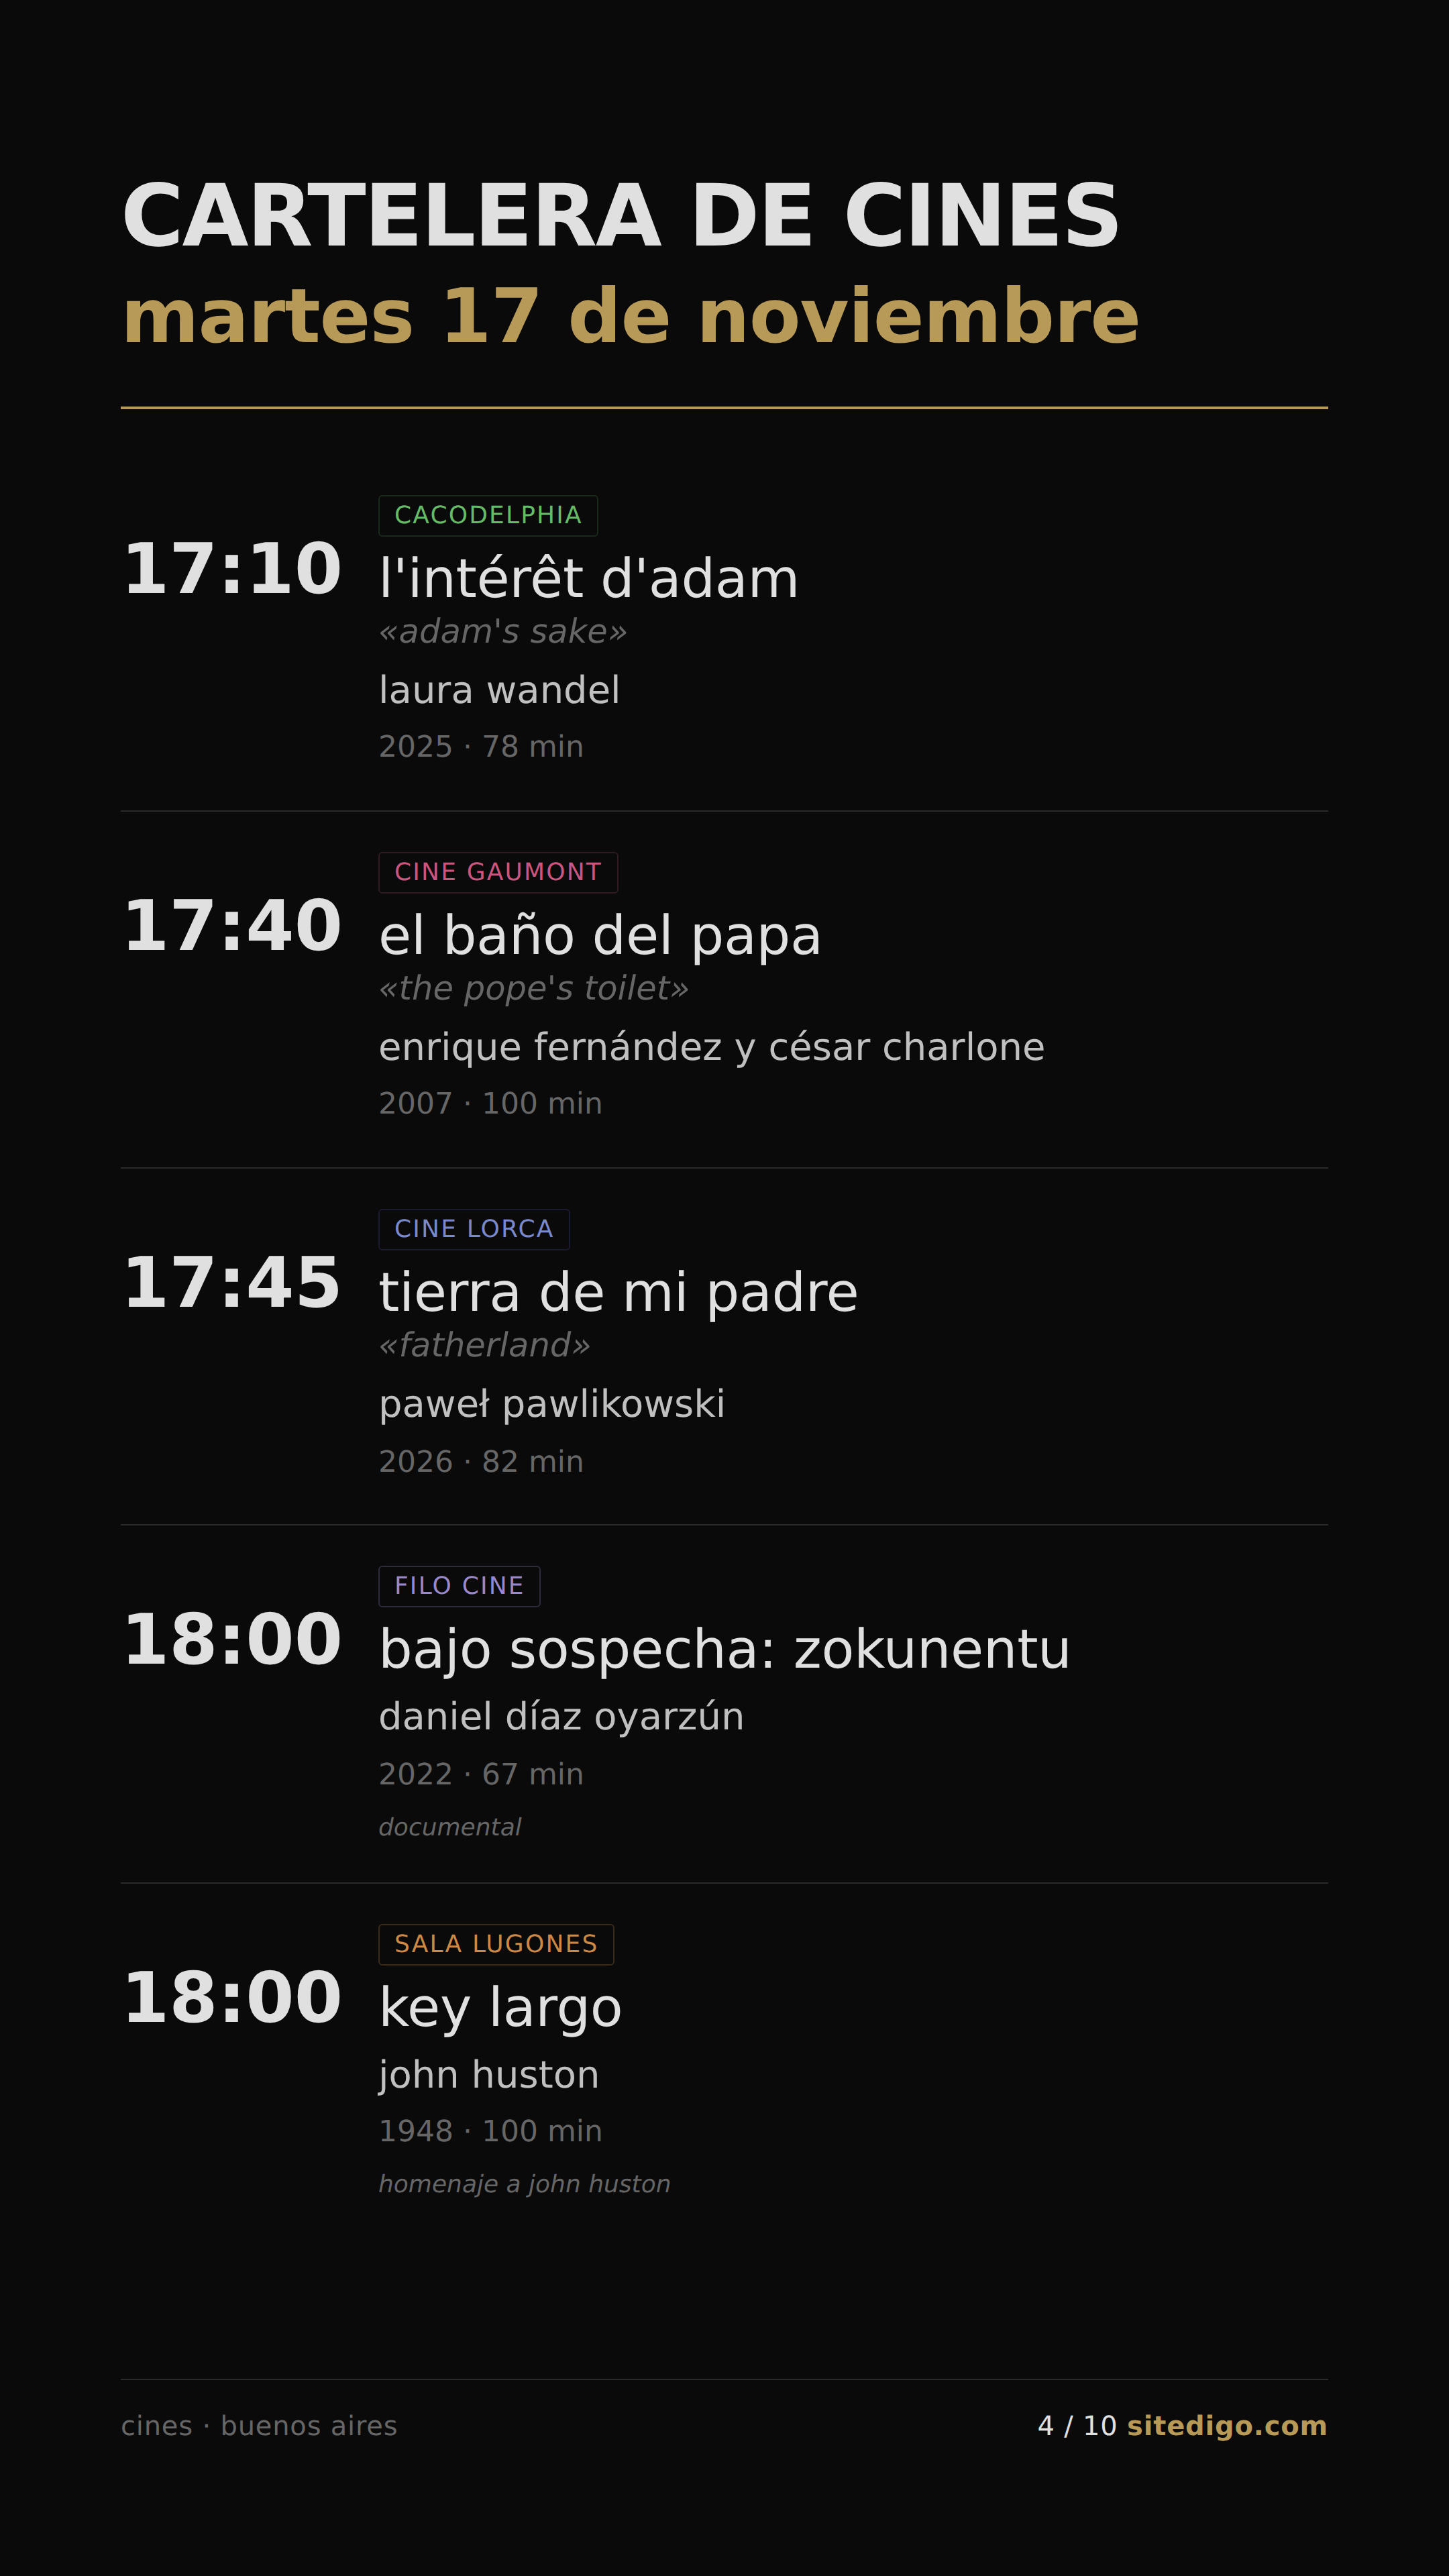 CARTELERA DE CINES
martes 17 de noviembre
CACODELPHIA
17:10
l'intérêt d'adam
«adam's sake»
laura wandel
2025 · 78 min
CINE GAUMONT
17:40
el baño del papa
«the pope's toilet»
enrique fernández y césar charlone
2007 · 100 min
CINE LORCA
17:45
tierra de mi padre
«fatherland»
paweł pawlikowski
2026 · 82 min
FILO CINE
18:00
bajo sospecha: zokunentu
daniel díaz oyarzún
2022 · 67 min
documental
SALA LUGONES
18:00
key largo
john huston
1948 · 100 min
homenaje a john huston
cines · buenos aires
4 / 10 sitedigo.com